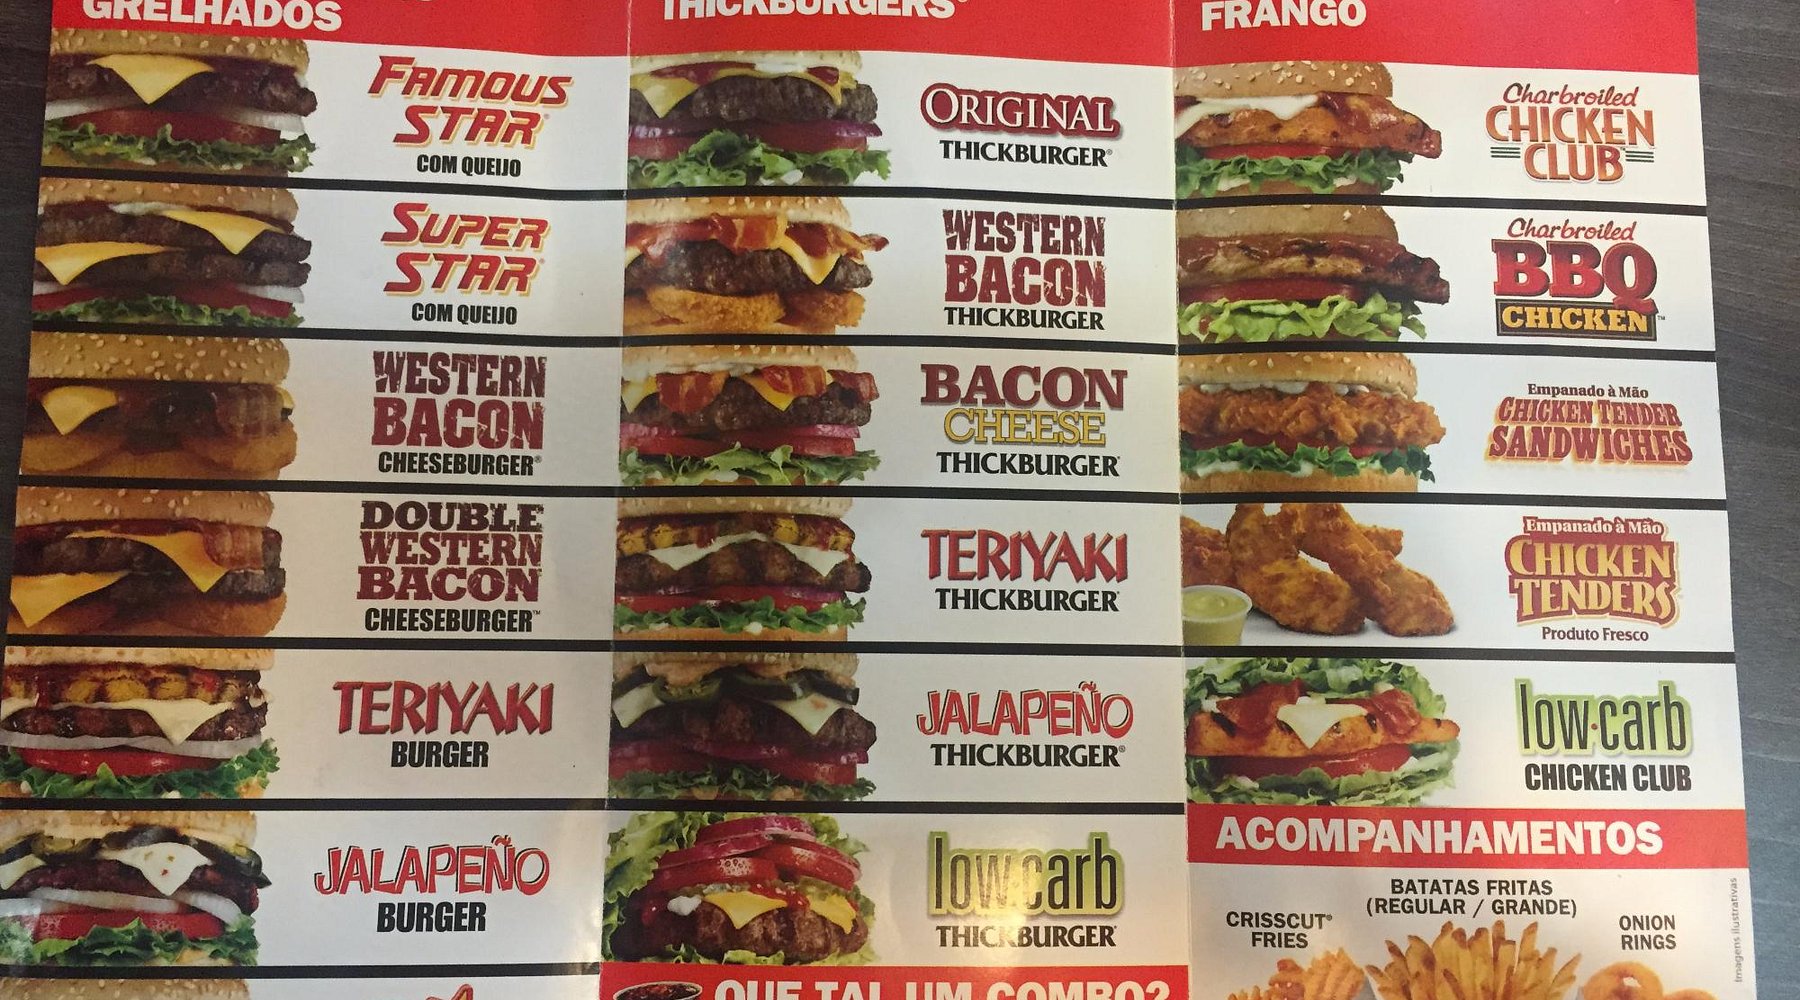 GRELHADOS
FAMOUS
STAR®
COM QUEIJO
SUPER
STAR®
COM QUEIJO
WESTERN
BACON
CHEESEBURGER®
DOUBLE
WESTERN
BACON
CHEESEBURGER™
TERIYAKI
BURGER
JALAPEÑO
BURGER
THICKBURGERS®
ORIGINAL
THICKBURGER®
WESTERN
BACON
THICKBURGER
BACON
CHEESE
THICKBURGER®
TERIYAKI
THICKBURGER®
JALAPEÑO
THICKBURGER®
low·carb
THICKBURGER®
QUE TAL UM COMBO?
FRANGO
Charbroiled
CHICKEN
CLUB™
Charbroiled
BBQ
CHICKEN™
Empanado à Mão
CHICKEN TENDER
SANDWICHES
Empanado à Mão
CHICKEN
TENDERS
Produto Fresco
low·carb
CHICKEN CLUB
ACOMPANHAMENTOS
BATATAS FRITAS
(REGULAR / GRANDE)
CRISSCUT®
FRIES
ONION
RINGS
Imagens ilustrativas